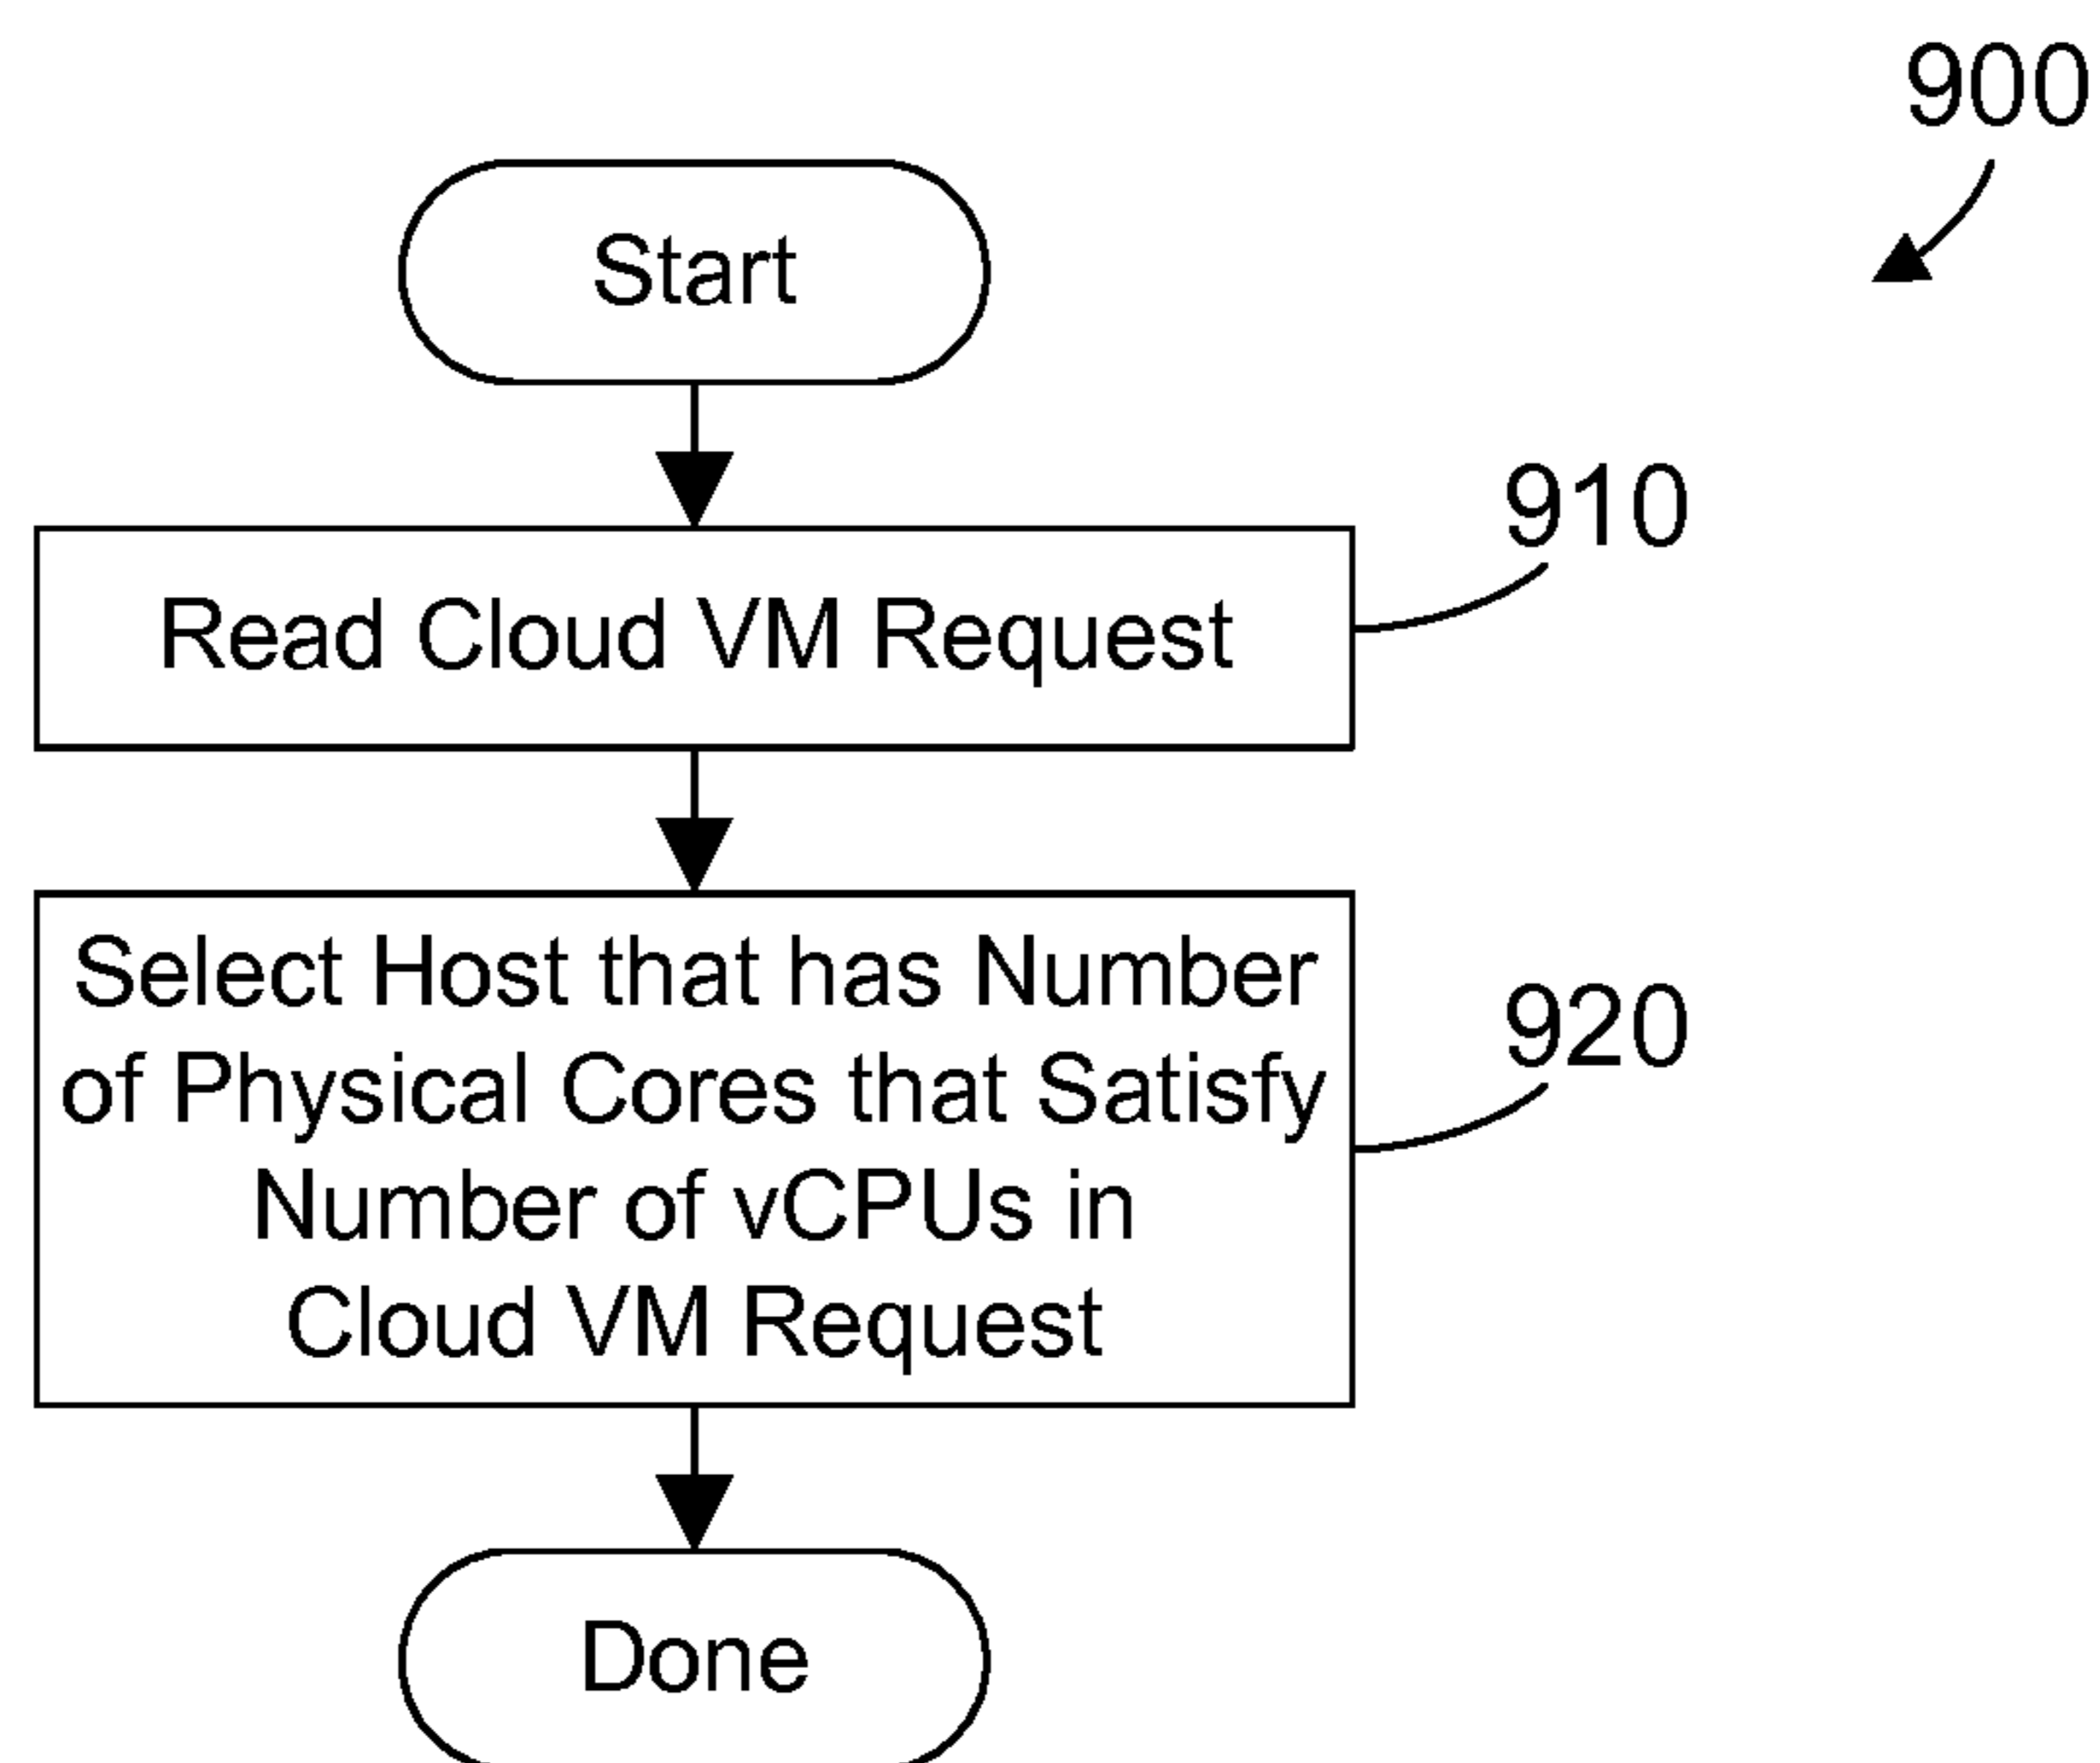 900
Start
910
Read Cloud VM Request
Select Host that has Number
920
of Physical Cores that Satisfy
Number of vCPUs in
Cloud VM Request
Done